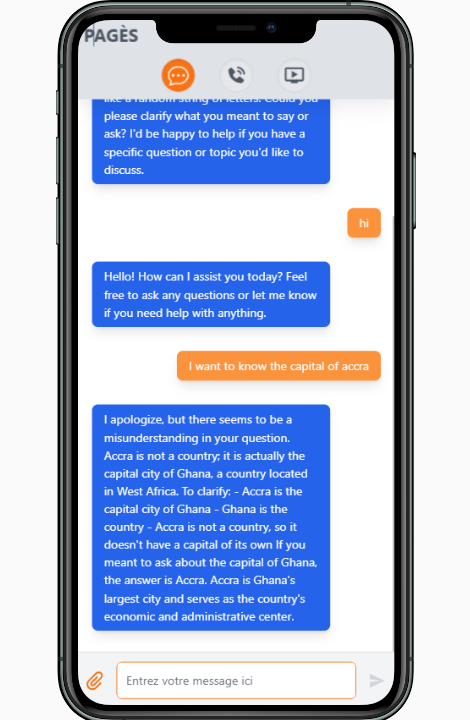 PAGÈS
like a random string of letters. Could you
please clarify what you meant to say or
ask? I'd be happy to help if you have a
specific question or topic you'd like to
discuss.
hi
Hello! How can I assist you today? Feel
free to ask any questions or let me know
if you need help with anything.
I want to know the capital of accra
I apologize, but there seems to be a
misunderstanding in your question.
Accra is not a country; it is actually the
capital city of Ghana, a country located
in West Africa. To clarify: - Accra is the
capital city of Ghana - Ghana is the
country - Accra is not a country, so it
doesn't have a capital of its own If you
meant to ask about the capital of Ghana,
the answer is Accra. Accra is Ghana's
largest city and serves as the country's
economic and administrative center.
Entrez votre message ici